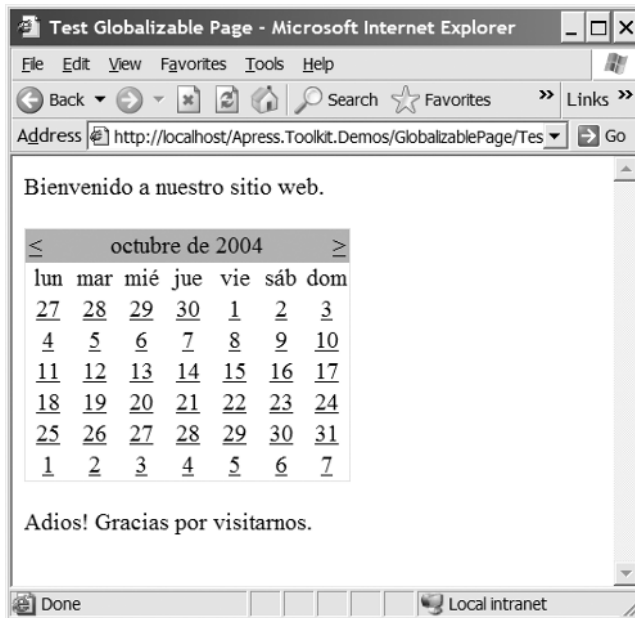 Test Globalizable Page - Microsoft Internet Explorer
File Edit View Favorites Tools Help
Back Search Favorites » Links »
Address http://localhost/Apress.Toolkit.Demos/GlobalizablePage/Tes Go
Bienvenido a nuestro sitio web.
< octubre de 2004 >
lun mar mié jue vie sáb dom
27 28 29 30 1 2 3
4 5 6 7 8 9 10
11 12 13 14 15 16 17
18 19 20 21 22 23 24
25 26 27 28 29 30 31
1 2 3 4 5 6 7
Adios! Gracias por visitarnos.
Done Local intranet